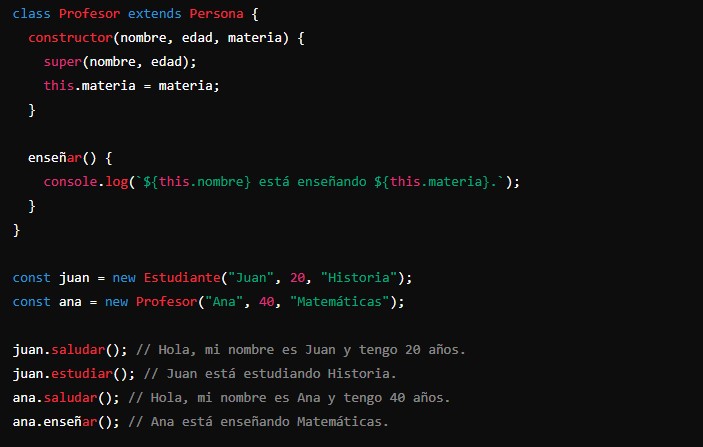 class Profesor extends Persona {
  constructor(nombre, edad, materia) {
    super(nombre, edad);
    this.materia = materia;
  }

  enseñar() {
    console.log(`${this.nombre} está enseñando ${this.materia}.`);
  }
}

const juan = new Estudiante("Juan", 20, "Historia");
const ana = new Profesor("Ana", 40, "Matemáticas");

juan.saludar(); // Hola, mi nombre es Juan y tengo 20 años.
juan.estudiar(); // Juan está estudiando Historia.
ana.saludar(); // Hola, mi nombre es Ana y tengo 40 años.
ana.enseñar(); // Ana está enseñando Matemáticas.